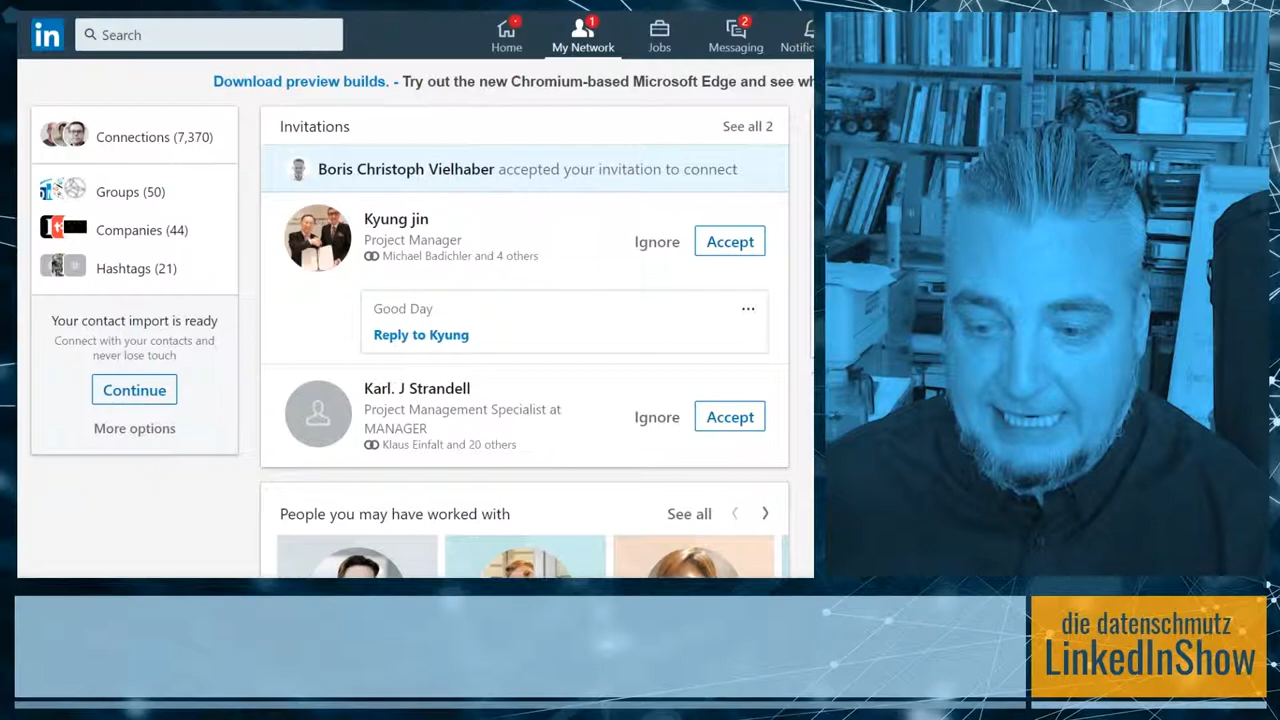 in
Search
Home
1
My Network
Jobs
2
Messaging
Notific
Download preview builds. - Try out the new Chromium-based Microsoft Edge and see wh
Connections (7,370)
Groups (50)
Companies (44)
Hashtags (21)
Your contact import is ready
Connect with your contacts and
never lose touch
Continue
More options
Invitations
See all 2
Boris Christoph Vielhaber accepted your invitation to connect
Kyung jin
Project Manager
Michael Badichler and 4 others
Ignore
Accept
Good Day
Reply to Kyung
Karl. J Strandell
Project Management Specialist at
MANAGER
Klaus Einfalt and 20 others
Ignore
Accept
People you may have worked with
See all
die datenschmutz
LinkedInShow